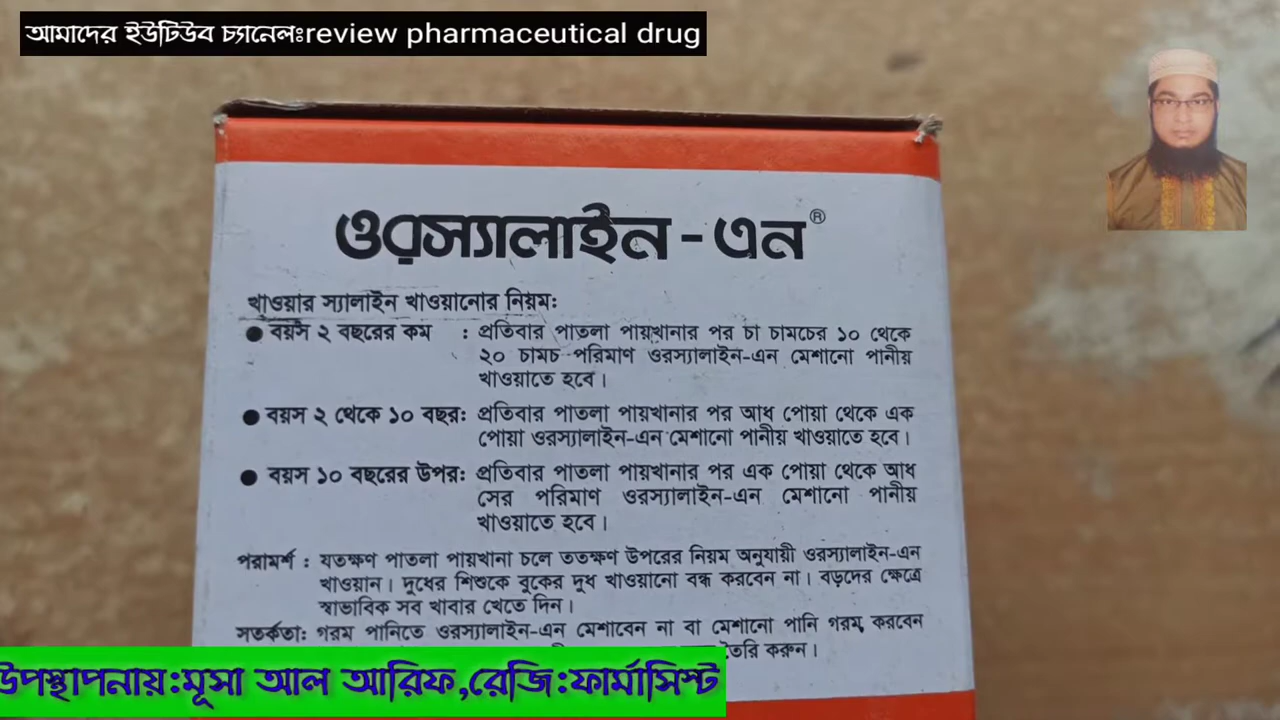 আমাদের ইউটিউব চ্যানেলঃreview pharmaceutical drug
ওরস্যালাইন - এন®
খাওয়ার স্যালাইন খাওয়ানোর নিয়ম:
● বয়স ২ বছরের কম : প্রতিবার পাতলা পায়খানার পর চা চামচের ১০ থেকে
২০ চামচ পরিমাণ ওরস্যালাইন-এন মেশানো পানীয়
খাওয়াতে হবে।
● বয়স ২ থেকে ১০ বছর: প্রতিবার পাতলা পায়খানার পর আধ পোয়া থেকে এক
পোয়া ওরস্যালাইন-এন মেশানো পানীয় খাওয়াতে হবে।
● বয়স ১০ বছরের উপর: প্রতিবার পাতলা পায়খানার পর এক পোয়া থেকে আধ
সের পরিমাণ ওরস্যালাইন-এন মেশানো পানীয়
খাওয়াতে হবে।
পরামর্শ : যতক্ষণ পাতলা পায়খানা চলে ততক্ষণ উপরের নিয়ম অনুযায়ী ওরস্যালাইন-এন
খাওয়ান। দুধের শিশুকে বুকের দুধ খাওয়ানো বন্ধ করবেন না। বড়দের ক্ষেত্রে
স্বাভাবিক সব খাবার খেতে দিন।
সতর্কতা: গরম পানিতে ওরস্যালাইন-এন মেশাবেন না বা মেশানো পানি গরম করবেন
তৈরি করুন।
উপস্থাপনায়:মূসা আল আরিফ,রেজি:ফার্মাসিস্ট